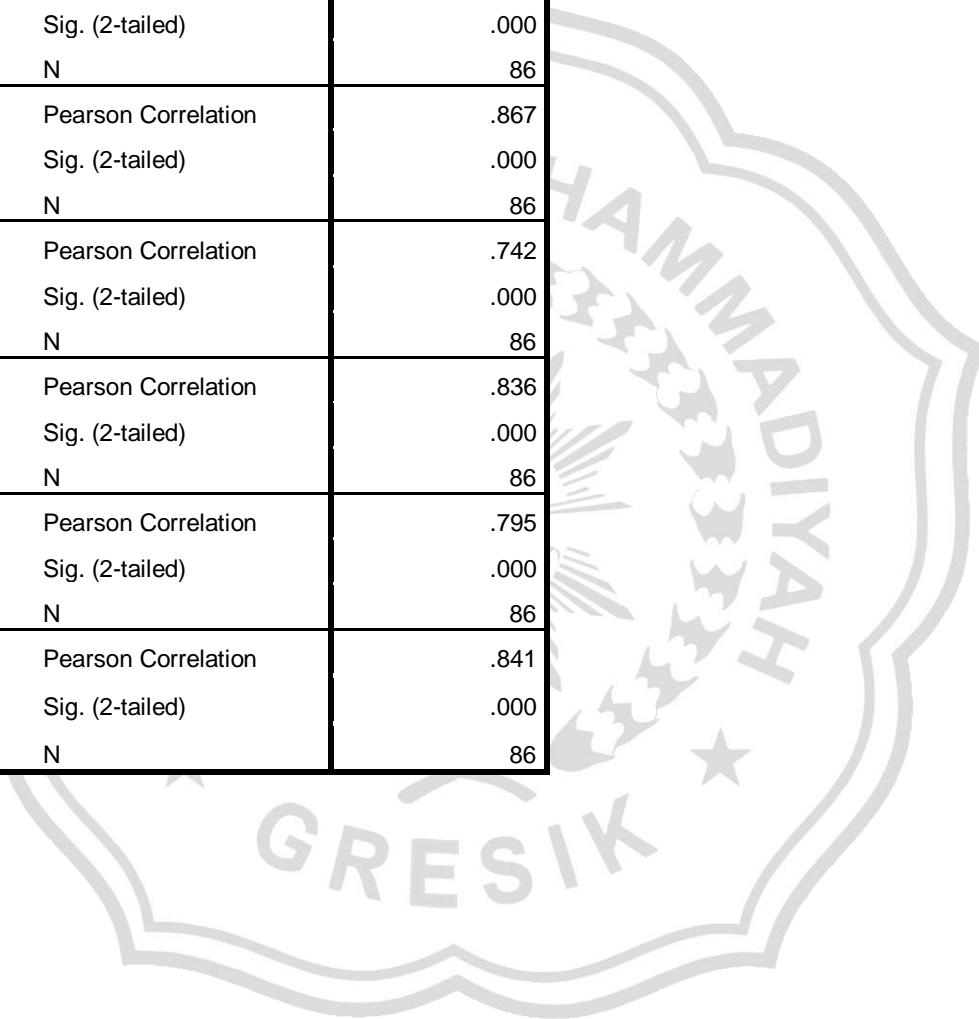 Sig. (2-tailed) .000
N 86
Pearson Correlation .867
Sig. (2-tailed) .000
N 86
Pearson Correlation .742
Sig. (2-tailed) .000
N 86
Pearson Correlation .836
Sig. (2-tailed) .000
N 86
Pearson Correlation .795
Sig. (2-tailed) .000
N 86
Pearson Correlation .841
Sig. (2-tailed) .000
N 86
HAMMADIYAH
GRESIK